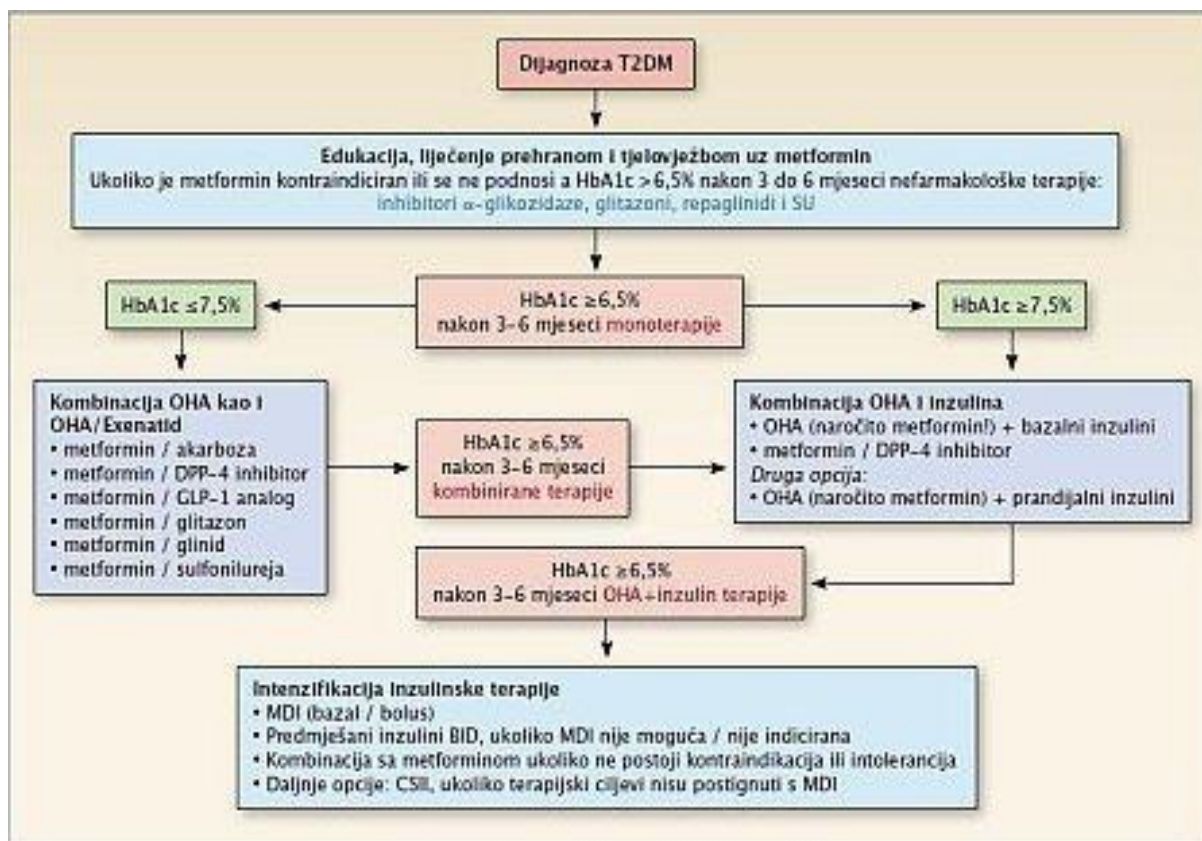 Dijagnoza T2DM
Edukacija, liječenje prehranom i tjelovježbom uz metformin
Ukoliko je metformin kontraindiciran ili se ne podnosi a HbA1c >6,5% nakon 3 do 6 mjeseci nefarmakološke terapije:
inhibitori α-glikozidaze, glitazoni, repaglinidi i SU
HbA1c ≤7,5%
HbA1c ≥6,5%
nakon 3-6 mjeseci monoterapije
HbA1c ≥7,5%
Kombinacija OHA kao i
OHA/Exenatid
• metformin / akarboza
• metformin / DPP-4 inhibitor
• metformin / GLP-1 analog
• metformin / glitazon
• metformin / glinid
• metformin / sulfonilureja
HbA1c ≥6,5%
nakon 3-6 mjeseci
kombinirane terapije
Kombinacija OHA i inzulina
• OHA (naročito metformin!) + bazalni inzulini
• metformin / DPP-4 inhibitor
Druga opcija:
• OHA (naročito metformin) + prandijalni inzulini
HbA1c ≥6,5%
nakon 3-6 mjeseci OHA+inzulin terapije
Intenzifikacija inzulinske terapije
• MDI (bazal / bolus)
• Predmješani inzulini BID, ukoliko MDI nije moguća / nije indicirana
• Kombinacija sa metforminom ukoliko ne postoji kontraindikacija ili intolerancija
• Daljnje opcije: CSII, ukoliko terapijski ciljevi nisu postignuti s MDI